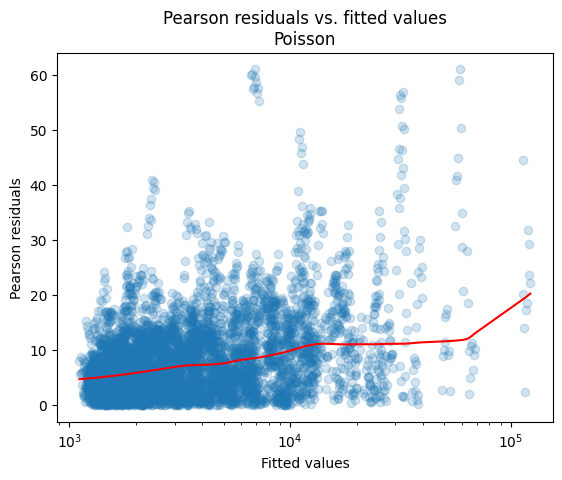 Pearson residuals vs. fitted values
Poisson
60
50
40
30
20
10
0
Pearson residuals
10³
10⁴
10⁵
Fitted values